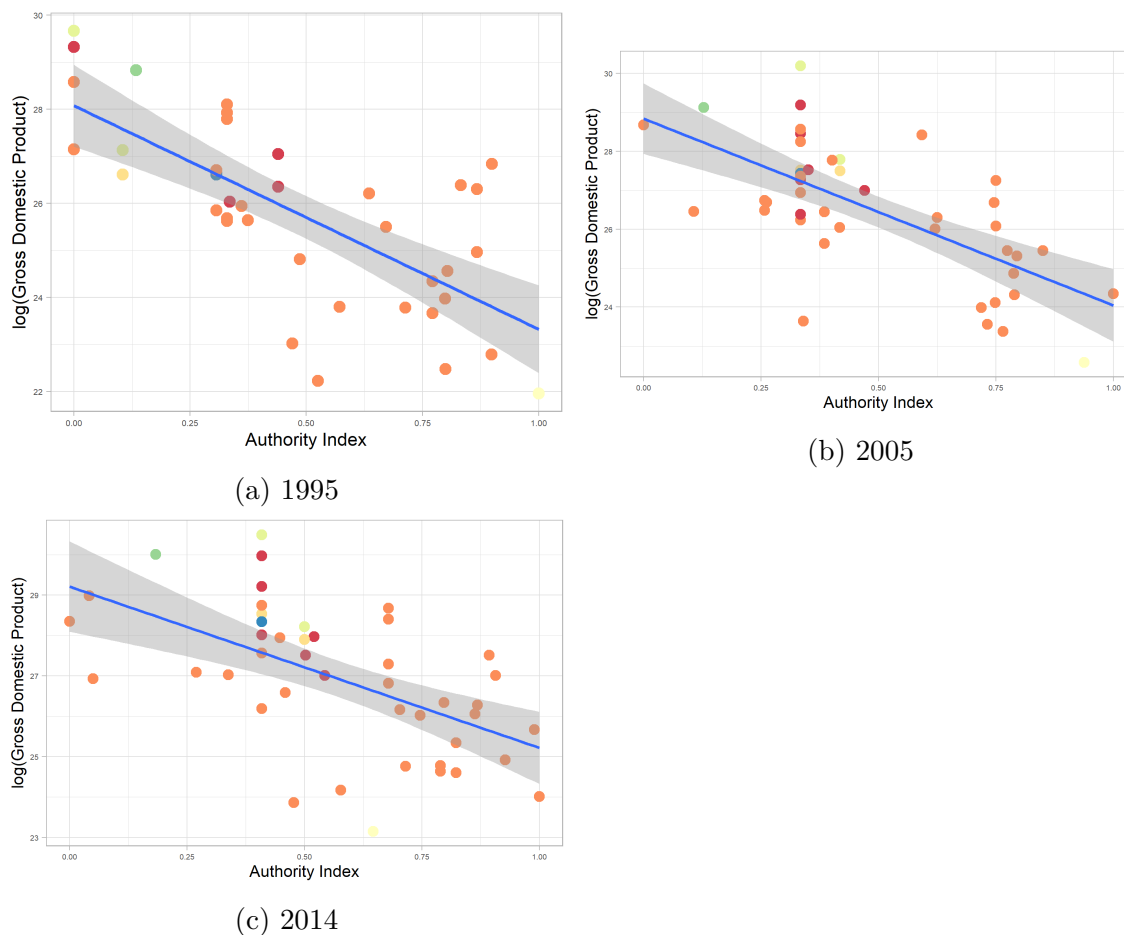 30
28
26
24
22
log(Gross Domestic Product)
0.00 0.25 0.50 0.75 1.00
Authority Index
(a) 1995
30
28
26
24
log(Gross Domestic Product)
0.00 0.25 0.50 0.75 1.00
Authority Index
(b) 2005
29
27
25
23
log(Gross Domestic Product)
0.00 0.25 0.50 0.75 1.00
Authority Index
(c) 2014